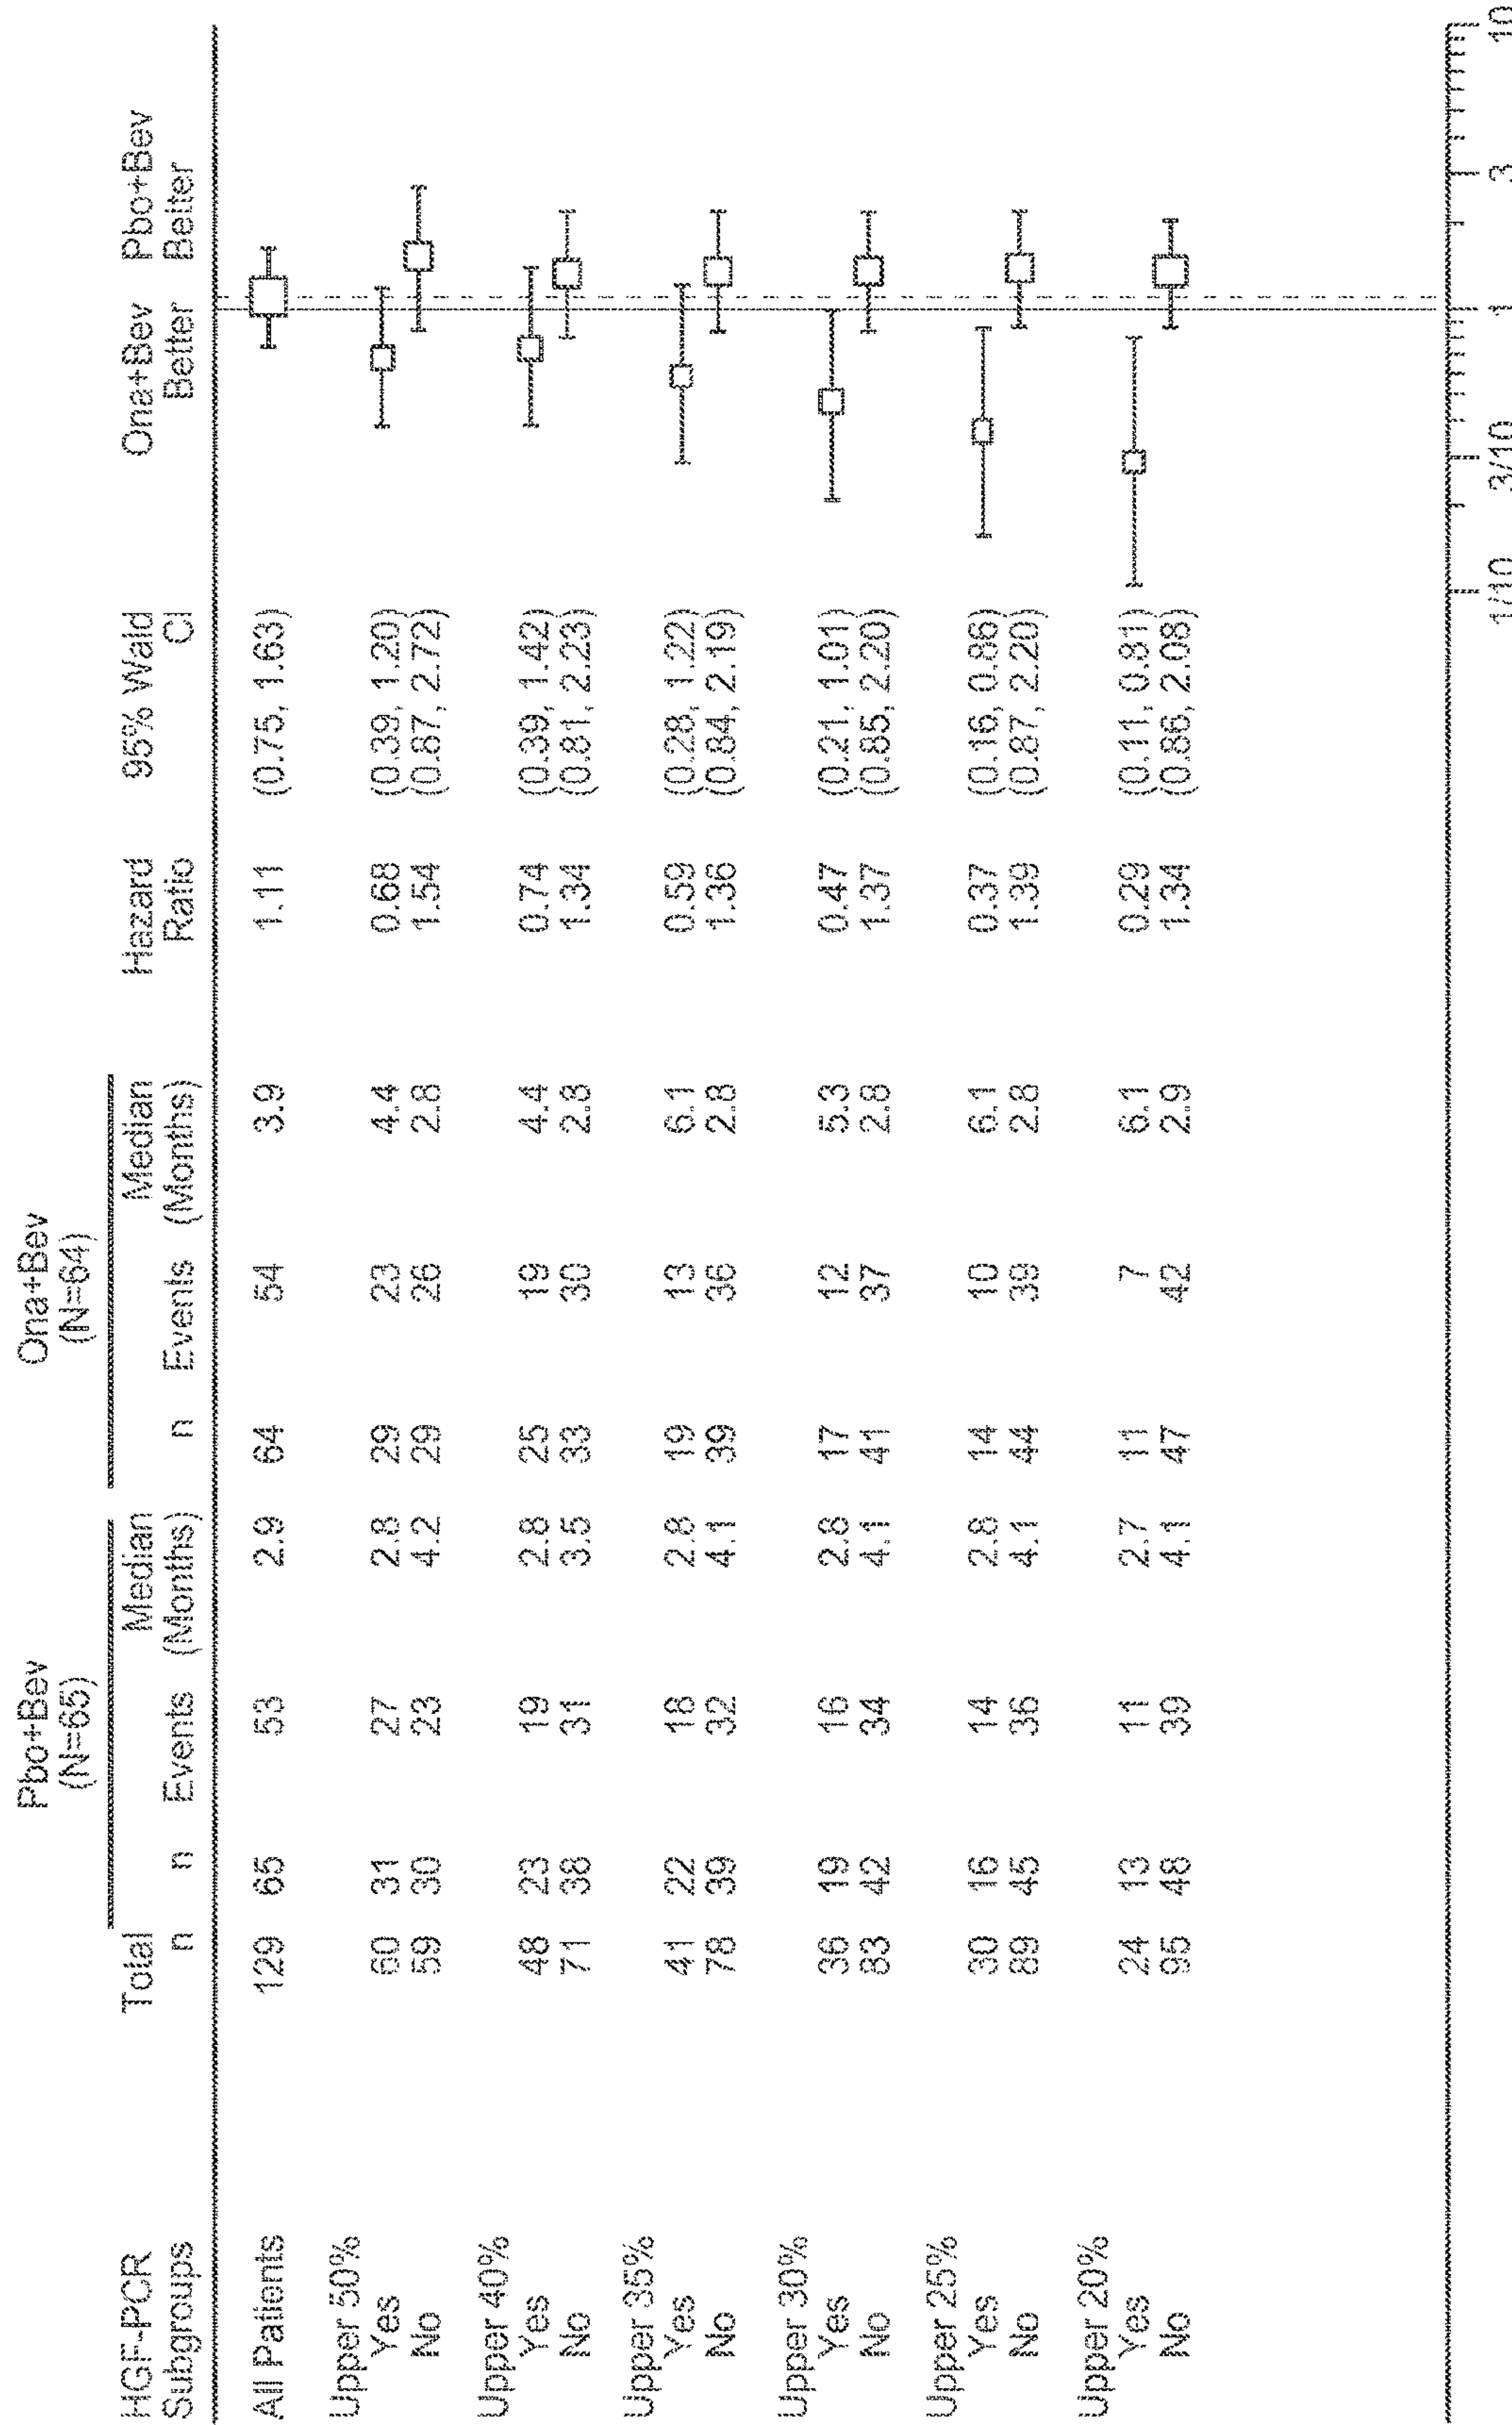 Pbo+Bev Ona+Bev
(N=65) (N=64)
HGF-PCR Total Median Median Hazard 95% Wald Ona+Bev Pbo+Bev
Subgroups n n Events (Months) n Events (Months) Ratio CI Better Better
All Patients 129 65 53 2.9 64 54 3.9 1.11 (0.75, 1.63)
Upper 50%
Yes 60 31 27 2.8 29 23 4.4 0.68 (0.39, 1.20)
No 59 30 23 4.2 29 26 2.8 1.54 (0.87, 2.72)
Upper 40%
Yes 48 23 19 2.8 25 19 4.4 0.74 (0.39, 1.42)
No 71 38 31 3.5 33 30 2.8 1.34 (0.81, 2.23)
Upper 35%
Yes 41 22 18 2.8 19 13 6.1 0.59 (0.28, 1.22)
No 78 39 32 4.1 39 36 2.8 1.36 (0.84, 2.19)
Upper 30%
Yes 36 19 16 2.8 17 12 5.3 0.47 (0.21, 1.01)
No 83 42 34 4.1 41 37 2.8 1.37 (0.85, 2.20)
Upper 25%
Yes 30 16 14 2.8 14 10 6.1 0.37 (0.16, 0.86)
No 89 45 36 4.1 44 39 2.8 1.39 (0.87, 2.20)
Upper 20%
Yes 24 13 11 2.7 11 7 6.1 0.29 (0.11, 0.81)
No 95 48 39 4.1 47 42 2.9 1.34 (0.86, 2.08)
1/10 3/10 1 3 10